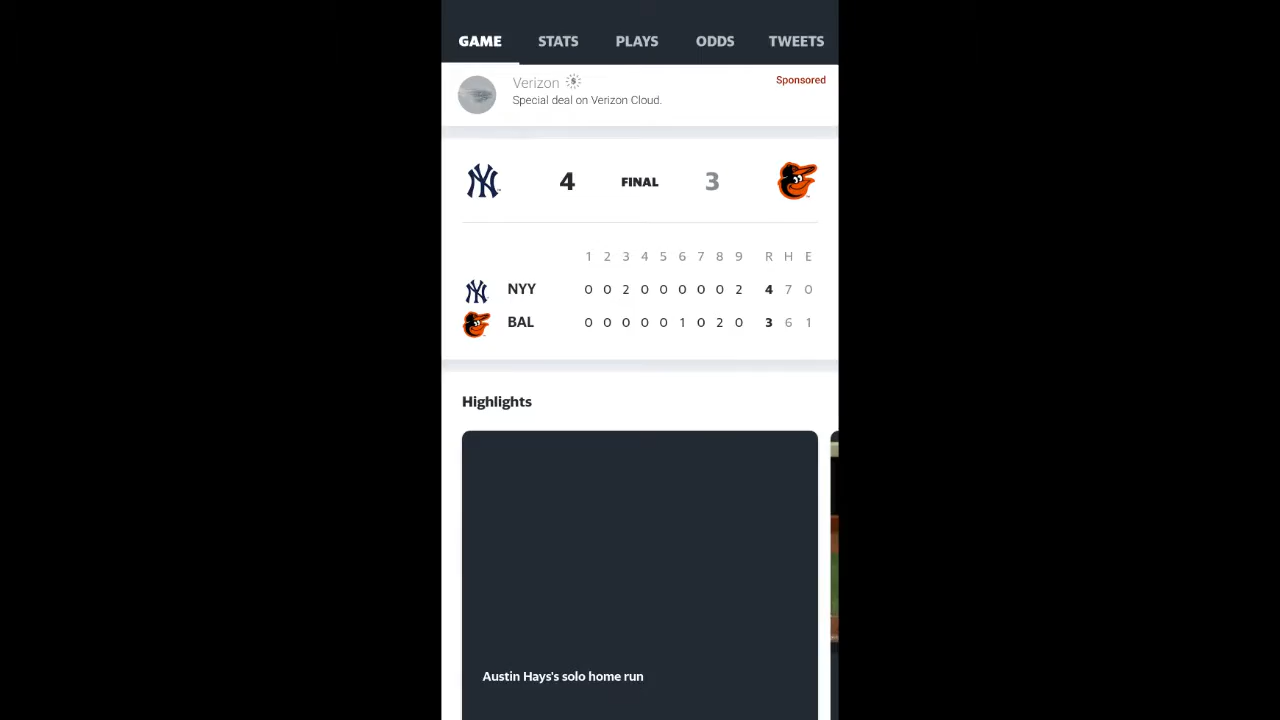 GAME STATS PLAYS ODDS TWEETS
Verizon
Sponsored
Special deal on Verizon Cloud.
4 FINAL 3
1 2 3 4 5 6 7 8 9 R H E
NYY 0 0 2 0 0 0 0 0 2 4 7 0
BAL 0 0 0 0 0 1 0 2 0 3 6 1
Highlights
Austin Hays's solo home run